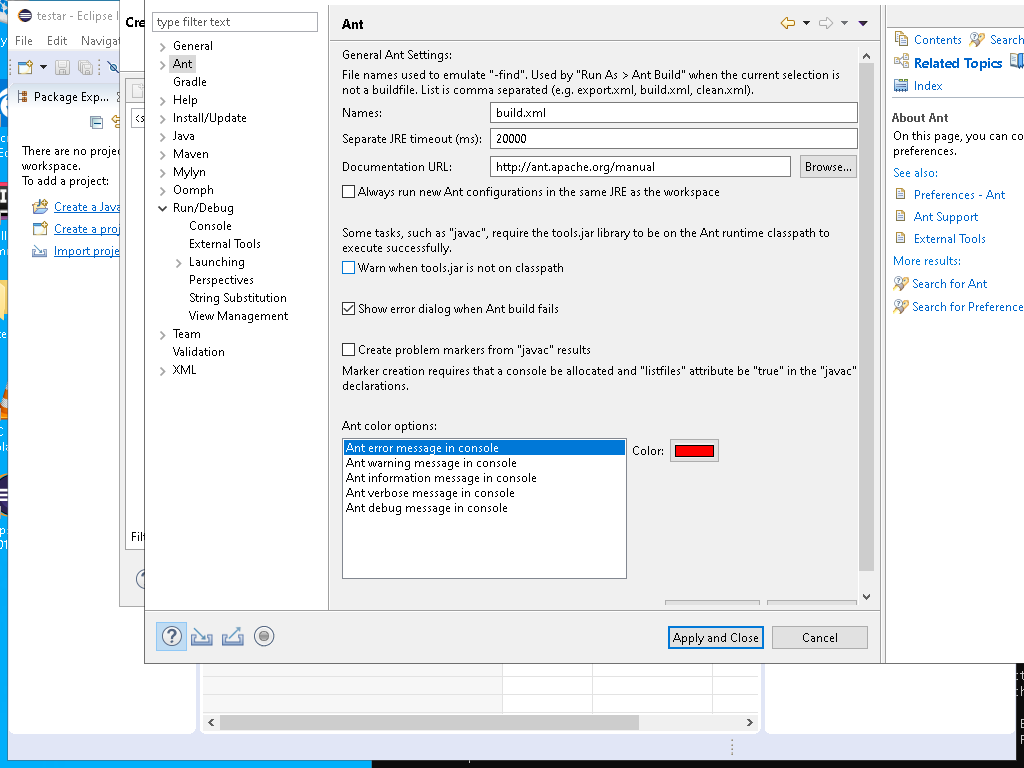 testar - Eclipse I
File
Edit
Navigat
Package Exp...
There are no proje
workspace.
To add a project:
Create a Java
Create a proj
Import proje
Cre
<s
Filt
type filter text
General
Ant
Gradle
Help
Install/Update
Java
Maven
Mylyn
Oomph
Run/Debug
Console
External Tools
Launching
Perspectives
String Substitution
View Management
Team
Validation
XML
Ant
General Ant Settings:
File names used to emulate "-find". Used by "Run As > Ant Build" when the current selection is
not a buildfile. List is comma separated (e.g. export.xml, build.xml, clean.xml).
Names:
build.xml
Separate JRE timeout (ms):
20000
Documentation URL:
http://ant.apache.org/manual
Browse...
Always run new Ant configurations in the same JRE as the workspace
Some tasks, such as "javac", require the tools.jar library to be on the Ant runtime classpath to
execute successfully.
Warn when tools.jar is not on classpath
Show error dialog when Ant build fails
Create problem markers from "javac" results
Marker creation requires that a console be allocated and "listfiles" attribute be "true" in the "javac"
declarations.
Ant color options:
Ant error message in console
Ant warning message in console
Ant information message in console
Ant verbose message in console
Ant debug message in console
Color:
Apply and Close
Cancel
Contents
Search
Related Topics
Index
About Ant
On this page, you can co
preferences.
See also:
Preferences - Ant
Ant Support
External Tools
More results:
Search for Ant
Search for Preference